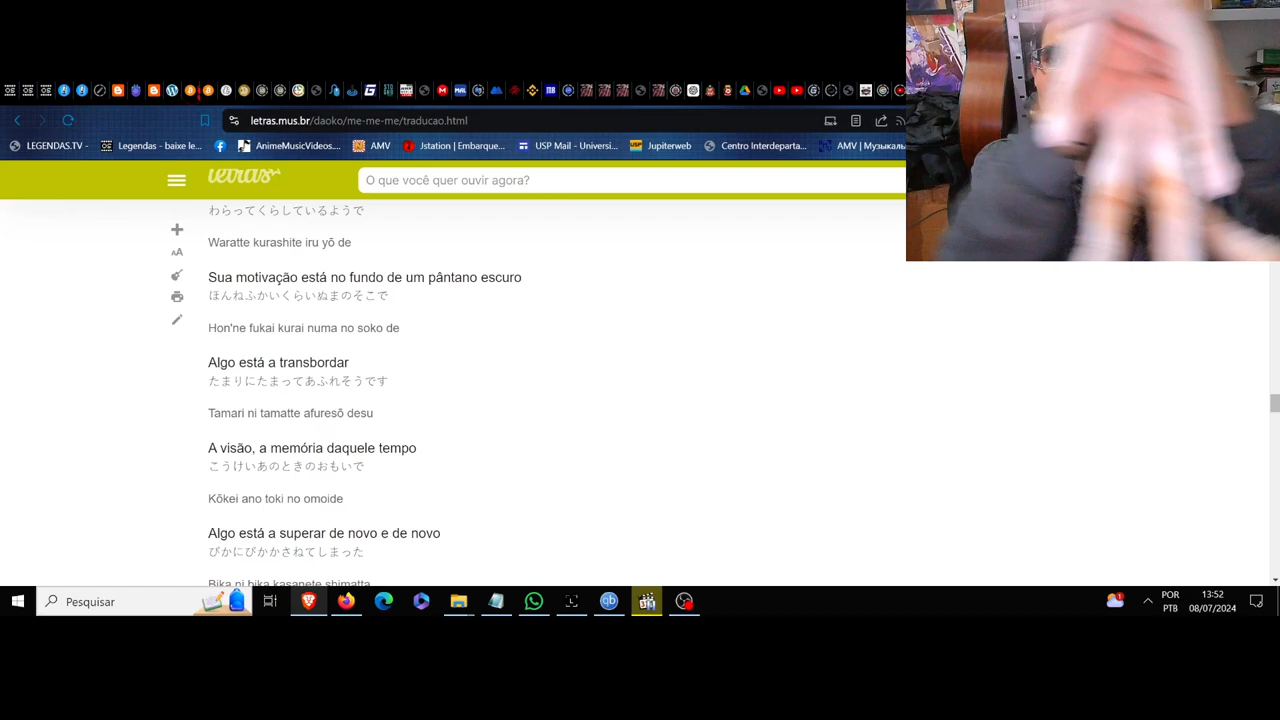 letras.mus.br/daoko/me-me-me/traducao.html
LEGENDAS.TV -
Legendas - baixe le...
AnimeMusicVideos....
AMV
Jstation | Embarque...
USP Mail - Universi...
Jupiterweb
Centro Interdeparta...
AMV | Музыкаль
letras
O que você quer ouvir agora?
わらってくらしているようで
Waratte kurashite iru yō de
Sua motivação está no fundo de um pântano escuro
ほんねふかいくらいぬまのそこで
Hon'ne fukai kurai numa no soko de
Algo está a transbordar
たまりにたまってあふれそうです
Tamari ni tamatte afuresō desu
A visão, a memória daquele tempo
こうけいあのときのおもいで
Kōkei ano toki no omoide
Algo está a superar de novo e de novo
びかにびかかさねてしまった
Bika ni bika kasanete shimatta
Pesquisar
POR
PTB
13:52
08/07/2024